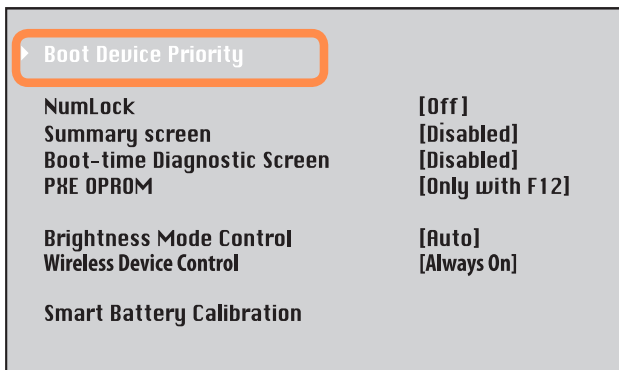 Boot Device Priority
NumLock [Off]
Summary screen [Disabled]
Boot-time Diagnostic Screen [Disabled]
PXE OPROM [Only with F12]
Brightness Mode Control [Auto]
Wireless Device Control [Always On]
Smart Battery Calibration